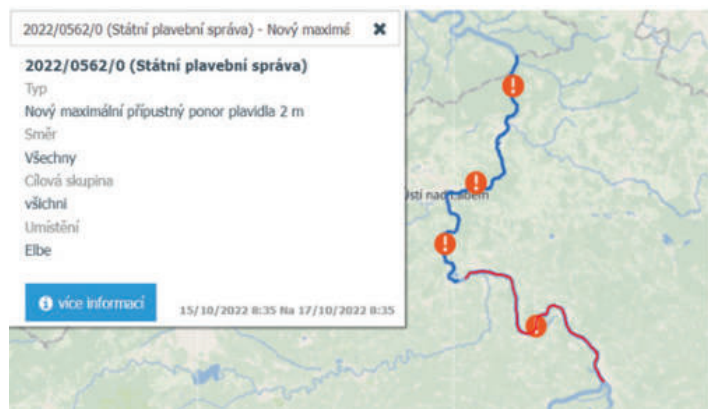 2022/0562/0 (Státní plavební správa) - Nový maximá
2022/0562/0 (Státní plavební správa)
Typ
Nový maximální přípustný ponor plavidla 2 m
Směr
Všechny
Cílová skupina
všichni
Umístění
Elbe
více informací
15/10/2022 8:35 Na 17/10/2022 8:35
Ústí nad Labem